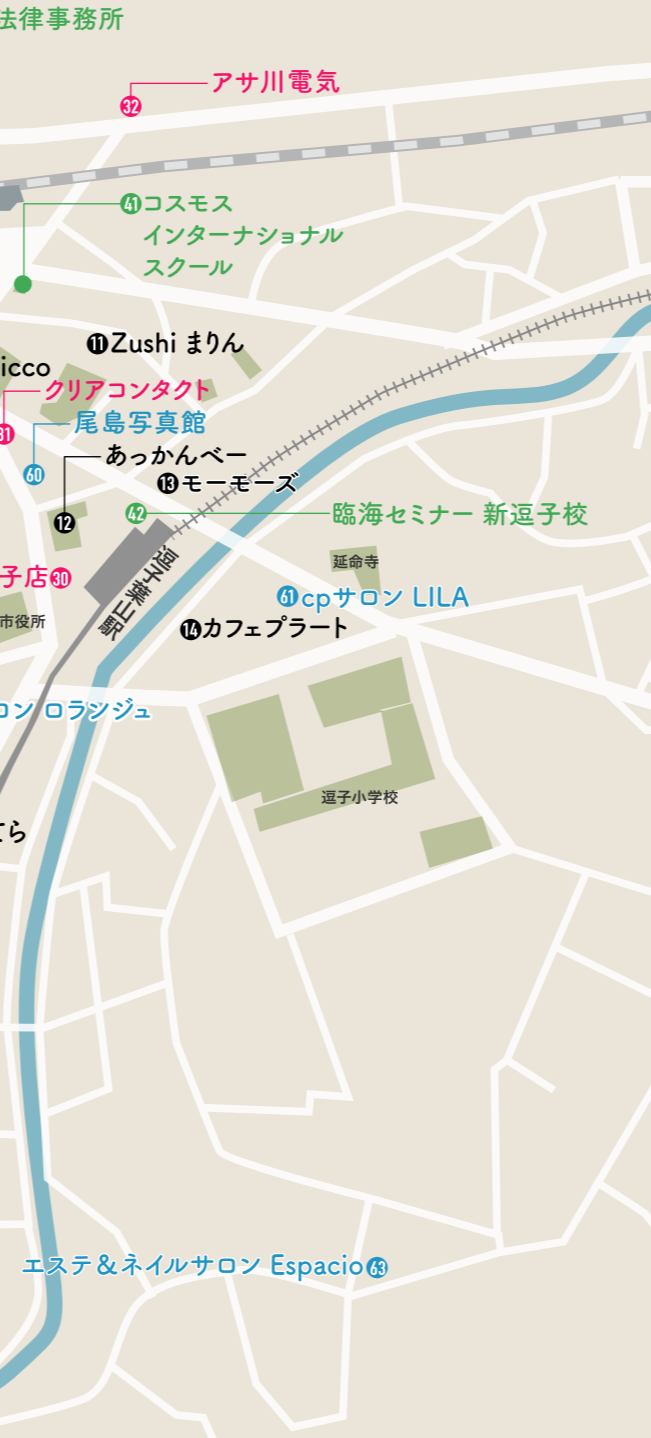 法律事務所
アサ川電気
32
41 コスモス
インターナショナル
スクール
11 Zushi まりん
icco
クリアコンタクト
31
尾島写真館
60
あっかんべー
13 モーモーズ
12
42 臨海セミナー 新逗子校
延命寺
子店 30
61 cpサロン LILA
市役所
逗子葉山駅
14 カフェプラート
ロン ロランジュ
逗子小学校
てら
エステ&ネイルサロン Espacio 63